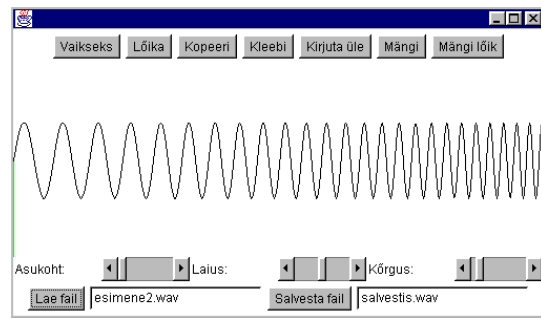 Vaikseks Lõika Kopeeri Kleebi Kirjuta üle Mängi Mängi lõik
Asukoht: Laius: Kõrgus:
Lae fail esimene2.wav Salvesta fail salvestis.wav